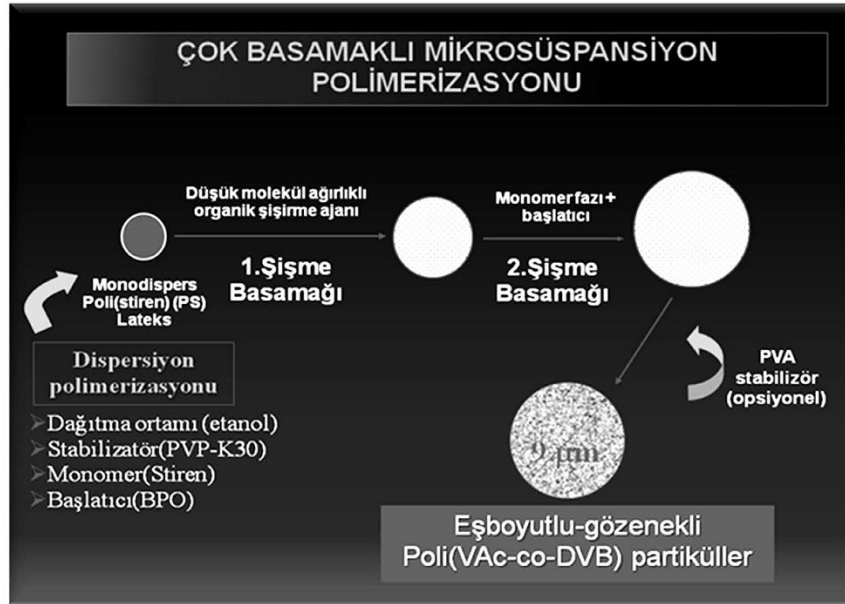 ÇOK BASAMAKLI MİKROSÜSPANSİYON
POLİMERİZASYONU
Düşük molekül ağırlıklı
organik şişirme ajanı
Monomer fazı +
başlatıcı
1.Şişme
Basamağı
2.Şişme
Basamağı
Monodispers
Poli(stiren) (PS)
Lateks
Dispersiyon
polimerizasyonu
➤Dağıtma ortamı (etanol)
➤Stabilizatör(PVP-K30)
➤Monomer(Stiren)
➤Başlatıcı(BPO)
PVA
stabilizör
(opsiyonel)
9 µm
Eşboyutlu-gözenekli
Poli(VAc-co-DVB) partiküller